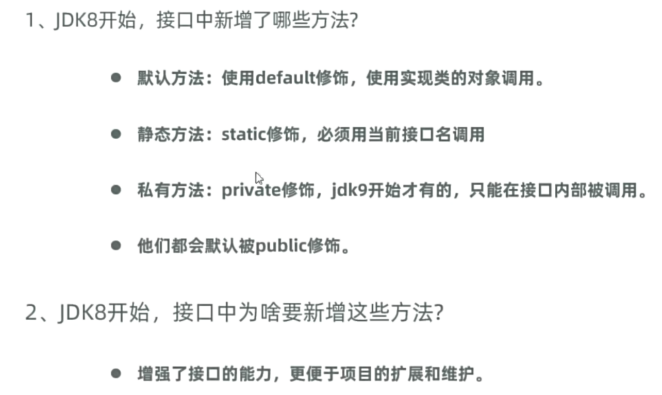 1、JDK8开始，接口中新增了哪些方法?
● 默认方法：使用default修饰，使用实现类的对象调用。
● 静态方法：static修饰，必须用当前接口名调用
● 私有方法：private修饰，jdk9开始才有的，只能在接口内部被调用。
● 他们都会默认被public修饰。
2、JDK8开始，接口中为啥要新增这些方法?
● 增强了接口的能力，更便于项目的扩展和维护。